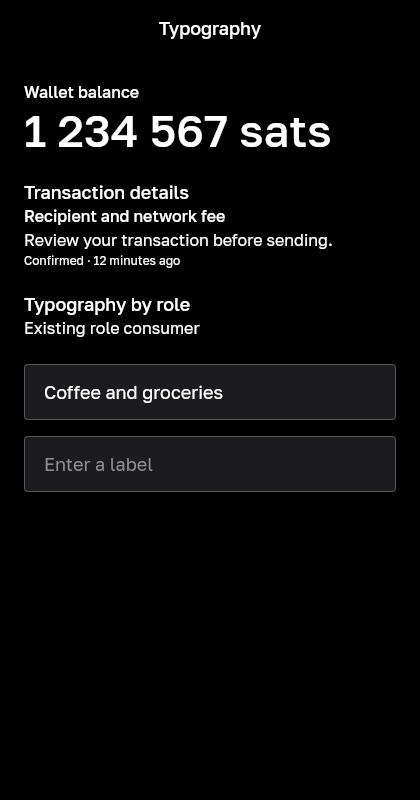 Typography
Wallet balance
1 234 567 sats
Transaction details
Recipient and network fee
Review your transaction before sending.
Confirmed · 12 minutes ago
Typography by role
Existing role consumer
Coffee and groceries
Enter a label